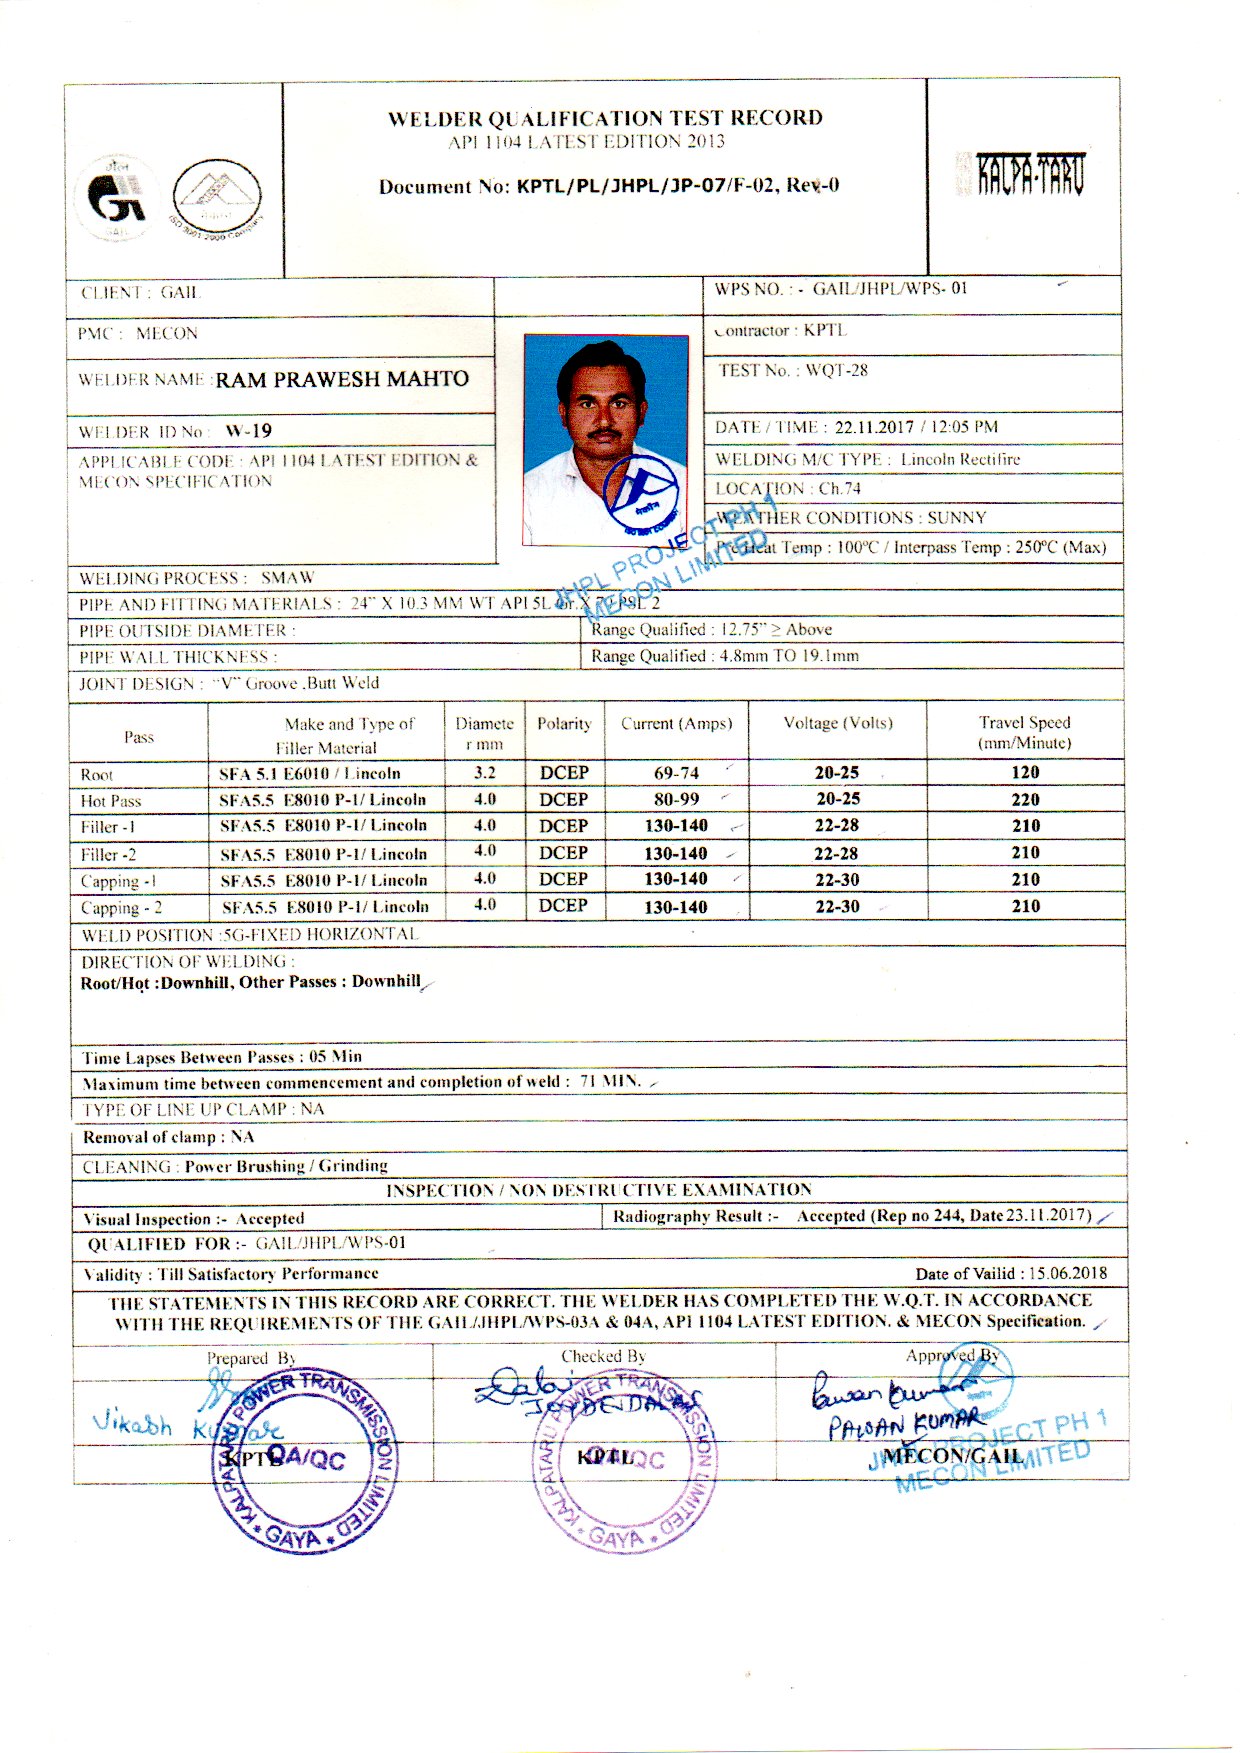 WELDER QUALIFICATION TEST RECORD
API 1104 LATEST EDITION 2013
Document No: KPTL/PL/JHPL/JP-07/F-02, Rev-0
गेल
GAIL
ISO 9001 2000 Company
KALPA-TARU
CLIENT : GAIL
WPS NO. : - GAIL/JHPL/WPS- 01
PMC : MECON
Contractor : KPTL
WELDER NAME : RAM PRAWESH MAHTO
TEST No. : WQT-28
WELDER ID No : W-19
DATE / TIME : 22.11.2017 / 12:05 PM
APPLICABLE CODE : API 1104 LATEST EDITION &
MECON SPECIFICATION
WELDING M/C TYPE : Lincoln Rectifire
LOCATION : Ch.74
WEATHER CONDITIONS : SUNNY
Pre Heat Temp : 100ºC / Interpass Temp : 250ºC (Max)
JHPL PROJECT PH 1
MECON LIMITED
WELDING PROCESS : SMAW
PIPE AND FITTING MATERIALS : 24" X 10.3 MM WT API 5L Gr.X PSL 2
PIPE OUTSIDE DIAMETER :
Range Qualified : 12.75" ≥ Above
PIPE WALL THICKNESS :
Range Qualified : 4.8mm TO 19.1mm
JOINT DESIGN : "V" Groove .Butt Weld
Pass Make and Type of Filler Material Diameter mm Polarity Current (Amps) Voltage (Volts) Travel Speed (mm/Minute)
Root SFA 5.1 E6010 / Lincoln 3.2 DCEP 69-74 20-25 120
Hot Pass SFA5.5 E8010 P-1/ Lincoln 4.0 DCEP 80-99 20-25 220
Filler -1 SFA5.5 E8010 P-1/ Lincoln 4.0 DCEP 130-140 22-28 210
Filler -2 SFA5.5 E8010 P-1/ Lincoln 4.0 DCEP 130-140 22-28 210
Capping -1 SFA5.5 E8010 P-1/ Lincoln 4.0 DCEP 130-140 22-30 210
Capping - 2 SFA5.5 E8010 P-1/ Lincoln 4.0 DCEP 130-140 22-30 210
WELD POSITION :5G-FIXED HORIZONTAL
DIRECTION OF WELDING :
Root/Hot :Downhill, Other Passes : Downhill
Time Lapses Between Passes : 05 Min
Maximum time between commencement and completion of weld : 71 MIN.
TYPE OF LINE UP CLAMP : NA
Removal of clamp : NA
CLEANING : Power Brushing / Grinding
INSPECTION / NON DESTRUCTIVE EXAMINATION
Visual Inspection :- Accepted
Radiography Result :- Accepted (Rep no 244, Date 23.11.2017)
QUALIFIED FOR :- GAIL/JHPL/WPS-01
Validity : Till Satisfactory Performance
Date of Vailid : 15.06.2018
THE STATEMENTS IN THIS RECORD ARE CORRECT. THE WELDER HAS COMPLETED THE W.Q.T. IN ACCORDANCE
WITH THE REQUIREMENTS OF THE GAIL/JHPL/WPS-03A & 04A, API 1104 LATEST EDITION. & MECON Specification.
Prepared By
Checked By
Approved By
Vikash Kumar
JOYDEV DALAI
Pawan Kumar
PAWAN KUMAR
KPTL
KPTL
MECON/GAIL
KALPATARU POWER TRANSMISSION LIMITED
QA/QC
* GAYA *
KALPATARU POWER TRANSMISSION LIMITED
QA/QC
* GAYA *
JHPL PROJECT PH 1
MECON LIMITED